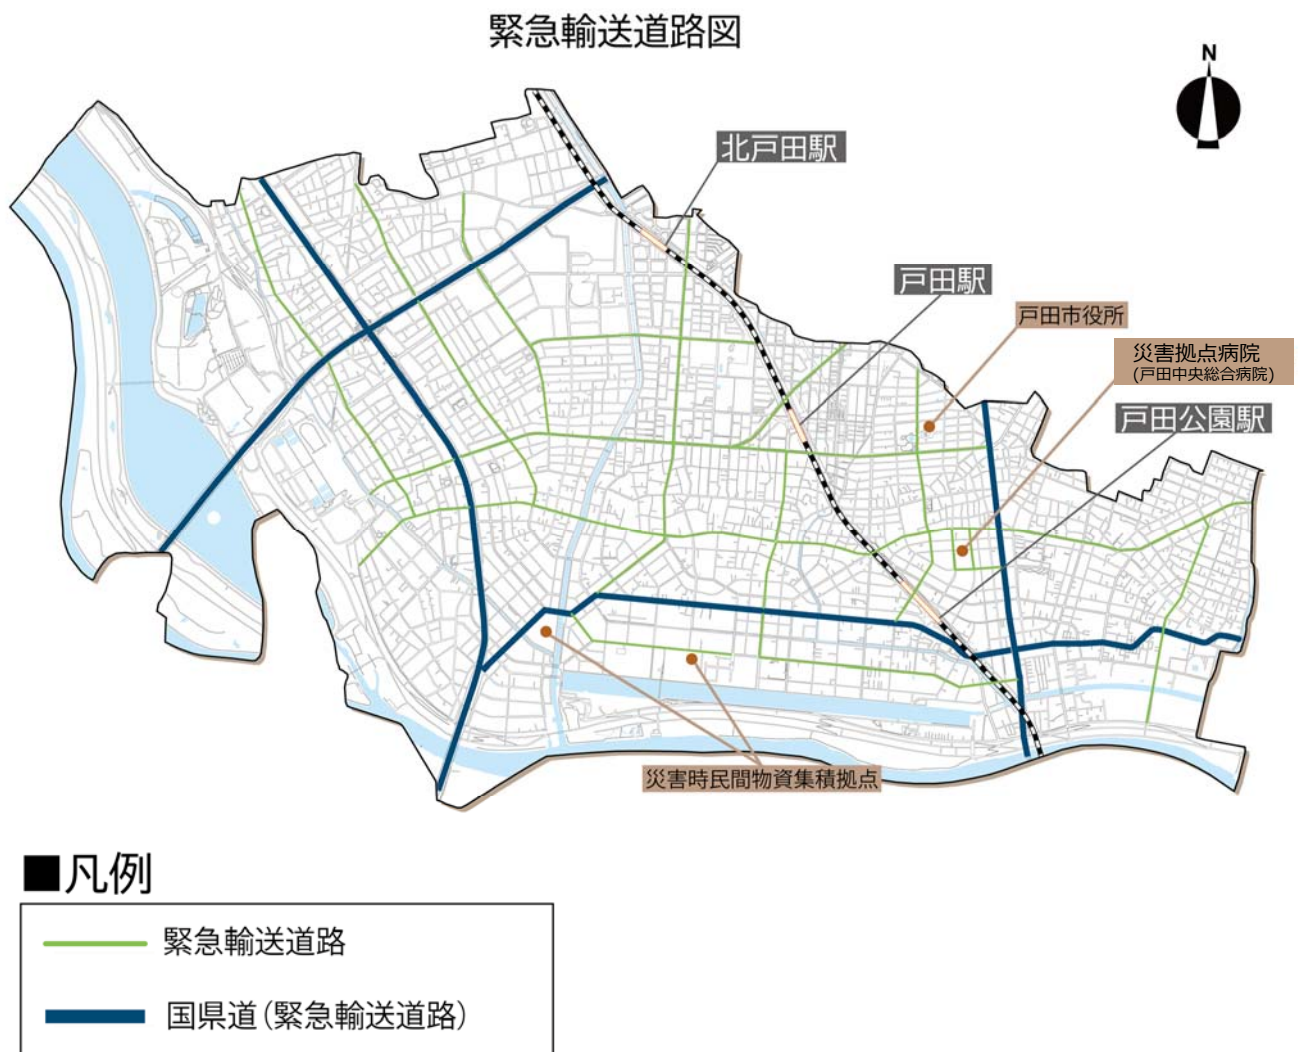 緊急輸送道路図
N
北戸田駅
戸田駅
戸田市役所
災害拠点病院
(戸田中央総合病院)
戸田公園駅
災害時民間物資集積拠点
■凡例
緊急輸送道路
国県道(緊急輸送道路)